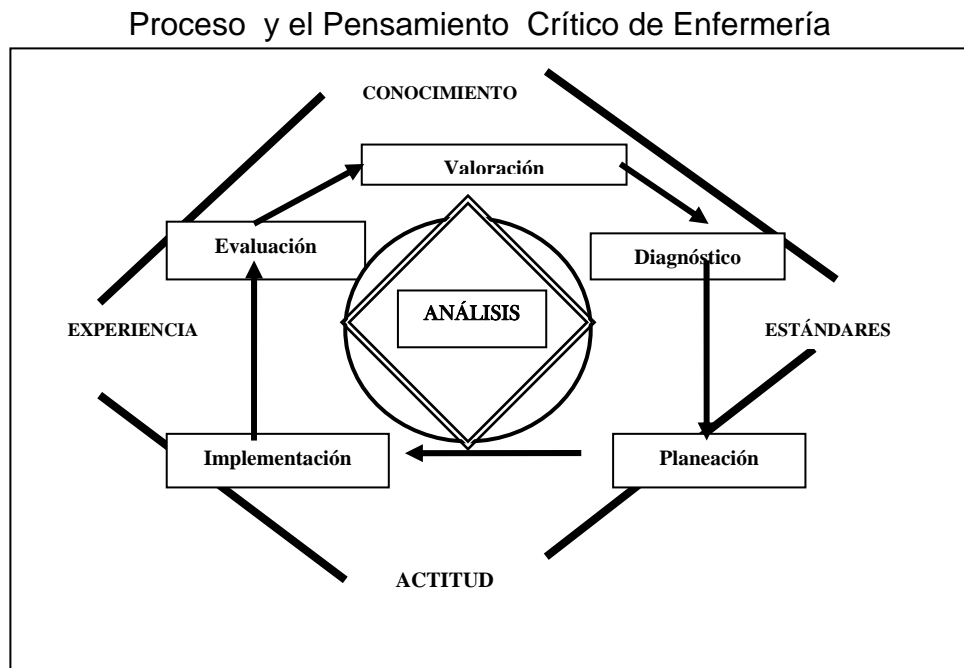 Proceso y el Pensamiento Crítico de Enfermería
CONOCIMIENTO
Valoración
Evaluación
Diagnóstico
ANÁLISIS
EXPERIENCIA
ESTÁNDARES
Implementación
Planeación
ACTITUD